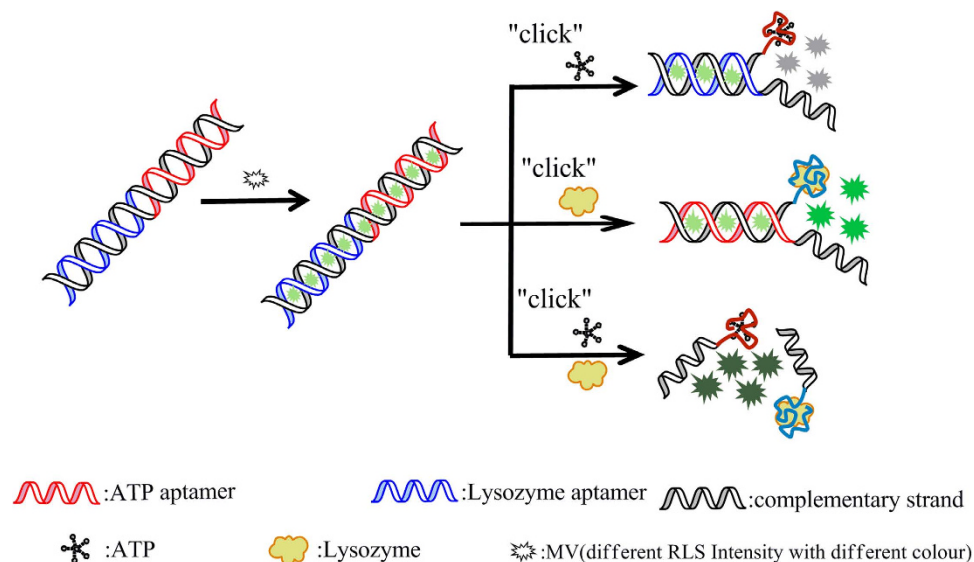 "click"
"click"
"click"
:ATP aptamer
:Lysozyme aptamer
:complementary strand
:ATP
:Lysozyme
:MV(different RLS Intensity with different colour)